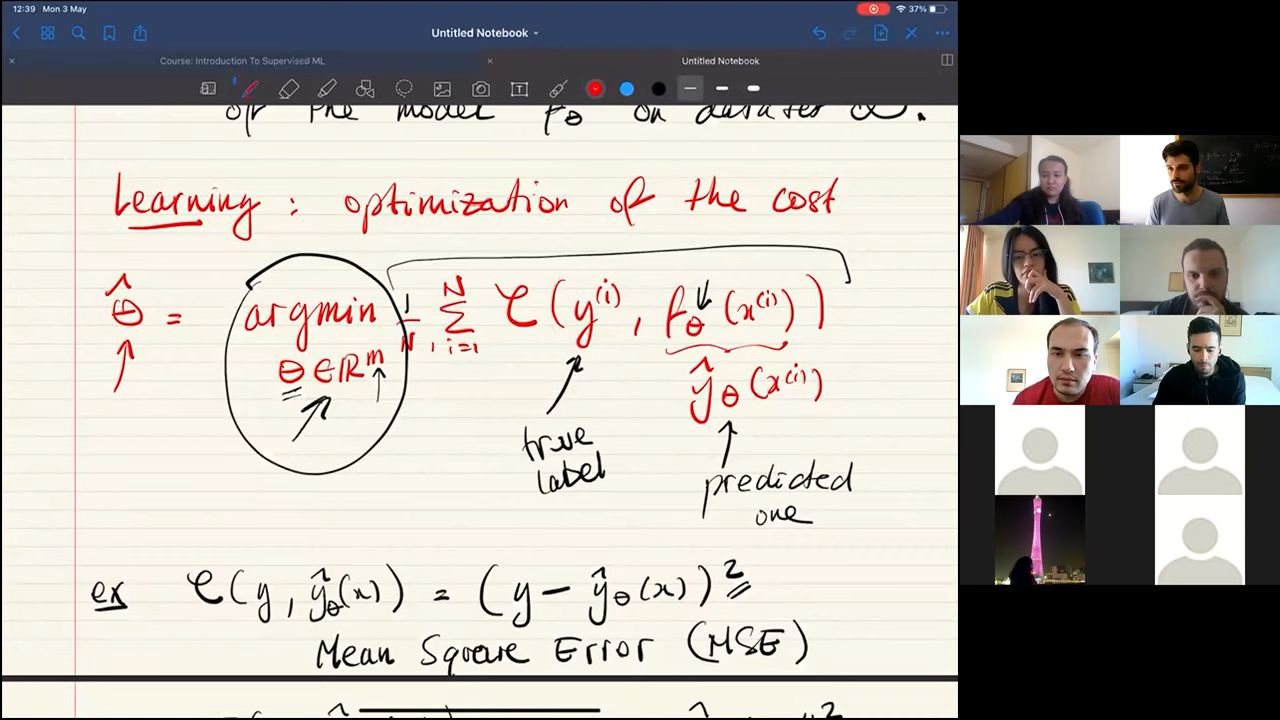 12:39 Mon 3 May
37%
Untitled Notebook
Course: Introduction To Supervised ML
Untitled Notebook
of the model fθ on dataset D.
Learning: optimization of the cost
θ̂ = argmin 1/N Σ C(y⁽ⁱ⁾, fθ(x⁽ⁱ⁾))
θ∈ℝᵐ i=1 N
ŷθ(x⁽ⁱ⁾)
true label
predicted one
ex C(y, ŷθ(x)) = (y − ŷθ(x))²
Mean Square Error (MSE)